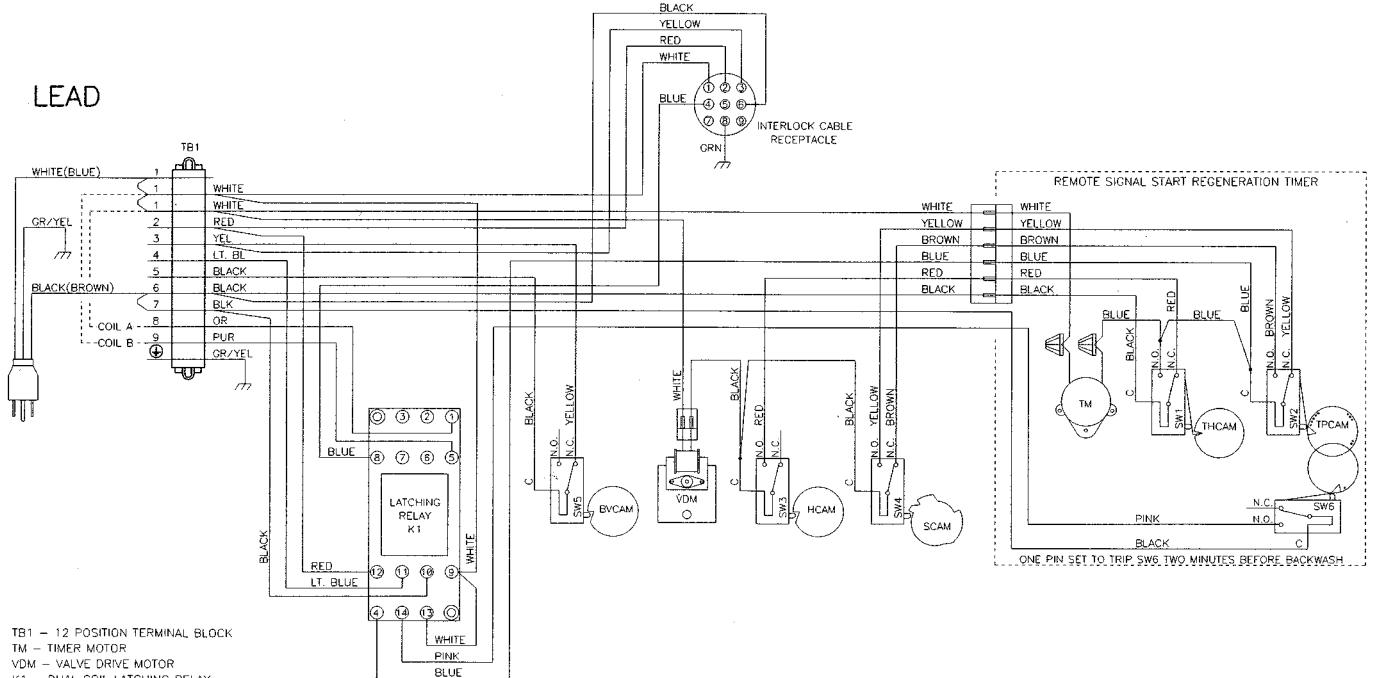 LEAD
BLACK
YELLOW
RED
WHITE
BLUE
1 2 3
4 5 6
7 8 9
INTERLOCK CABLE
RECEPTACLE
GRN
TB1
WHITE(BLUE)
GR/YEL
BLACK(BROWN)
COIL A
COIL B
1
1 WHITE
1 WHITE
2 RED
3 YEL
4 LT. BL
5 BLACK
6 BLACK
7 BLK
8 OR
9 PUR
GR/YEL
REMOTE SIGNAL START REGENERATION TIMER
WHITE WHITE
YELLOW YELLOW
BROWN BROWN
BLUE BLUE
RED RED
BLACK BLACK
BLUE
BLACK
RED
BLUE
BLUE
BROWN
YELLOW
N.O.
N.C.
C
SW1
TM
THCAM
N.O.
N.C.
C
SW2
TPCAM
N.C.
N.O.
C
SW6
PINK
BLACK
ONE PIN SET TO TRIP SW6 TWO MINUTES BEFORE BACKWASH
BLACK
YELLOW
N.O.
N.C.
C
SW5
BVCAM
WHITE
VDM
BLACK
RED
N.O.
N.C.
C
SW3
HCAM
BLACK
YELLOW
BROWN
N.O.
N.C.
C
SW4
SCAM
3 2 1
BLUE
8 7 6 5
LATCHING
RELAY
K1
BLACK
WHITE
RED
LT. BLUE
12 11 10 9
4 14 13
WHITE
PINK
BLUE
TB1 – 12 POSITION TERMINAL BLOCK
TM – TIMER MOTOR
VDM – VALVE DRIVE MOTOR
K1 – DUAL COIL LATCHING RELAY